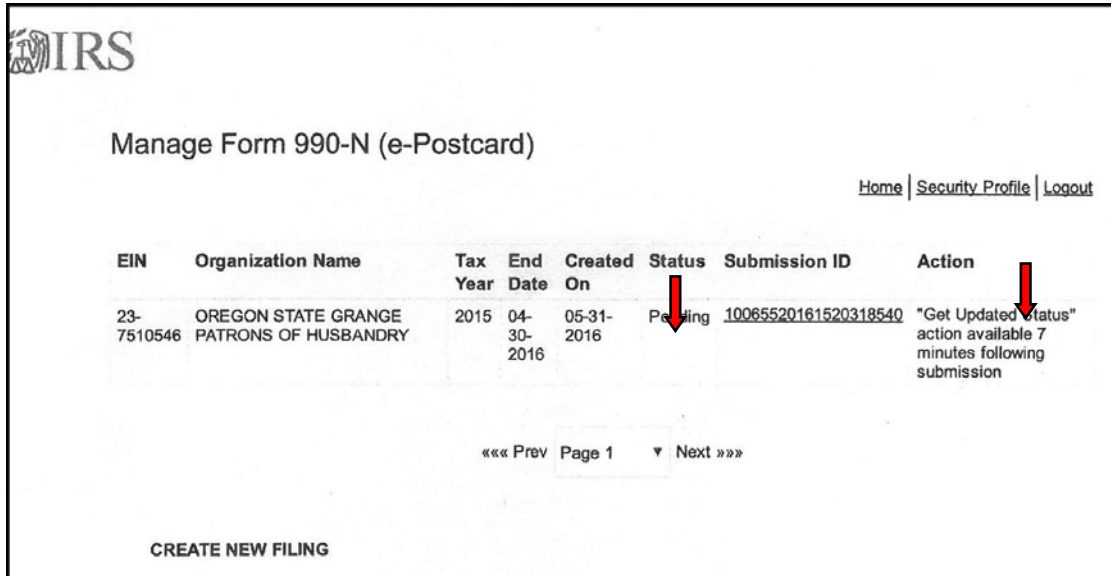 IRS
Manage Form 990-N (e-Postcard)
Home | Security Profile | Logout
EIN Organization Name Tax Year End Date Created On Status Submission ID Action
23-7510546 OREGON STATE GRANGE PATRONS OF HUSBANDRY 2015 04-30-2016 05-31-2016 Pending 10065520161520318540 "Get Updated Status" action available 7 minutes following submission
««« Prev Page 1 ▼ Next »»»
CREATE NEW FILING